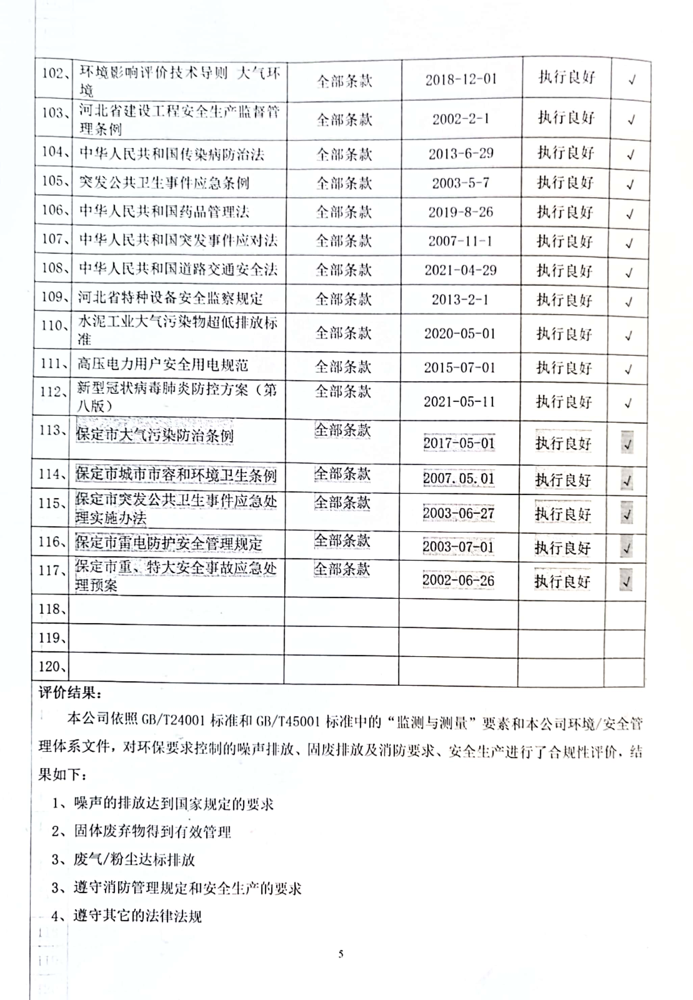 102、 环境影响评价技术导则 大气环 全部条款 2018-12-01 执行良好 √
境
103、 河北省建设工程安全生产监督管 全部条款 2002-2-1 执行良好 √
理条例
104、 中华人民共和国传染病防治法 全部条款 2013-6-29 执行良好 √
105、 突发公共卫生事件应急条例 全部条款 2003-5-7 执行良好 √
106、 中华人民共和国药品管理法 全部条款 2019-8-26 执行良好 √
107、 中华人民共和国突发事件应对法 全部条款 2007-11-1 执行良好 √
108、 中华人民共和国道路交通安全法 全部条款 2021-04-29 执行良好 √
109、 河北省特种设备安全监察规定 全部条款 2013-2-1 执行良好 √
110、 水泥工业大气污染物超低排放标 全部条款 2020-05-01 执行良好 √
准
111、 高压电力用户安全用电规范 全部条款 2015-07-01 执行良好 √
112、 新型冠状病毒肺炎防控方案（第 全部条款 2021-05-11 执行良好 √
八版）
113、 保定市大气污染防治条例 全部条款 2017-05-01 执行良好 √
114、 保定市城市市容和环境卫生条例 全部条款 2007.05.01 执行良好 √
115、 保定市突发公共卫生事件应急处 全部条款 2003-06-27 执行良好 √
理实施办法
116、 保定市雷电防护安全管理规定 全部条款 2003-07-01 执行良好 √
117、 保定市重、特大安全事故应急处 全部条款 2002-06-26 执行良好 √
理预案
118、
119、
120、
评价结果：
本公司依照 GB/T24001 标准和 GB/T45001 标准中的“监测与测量”要素和本公司环境/安全管
理体系文件，对环保要求控制的噪声排放、固废排放及消防要求、安全生产进行了合规性评价，结
果如下：
1、噪声的排放达到国家规定的要求
2、固体废弃物得到有效管理
3、废气/粉尘达标排放
3、遵守消防管理规定和安全生产的要求
4、遵守其它的法律法规
5